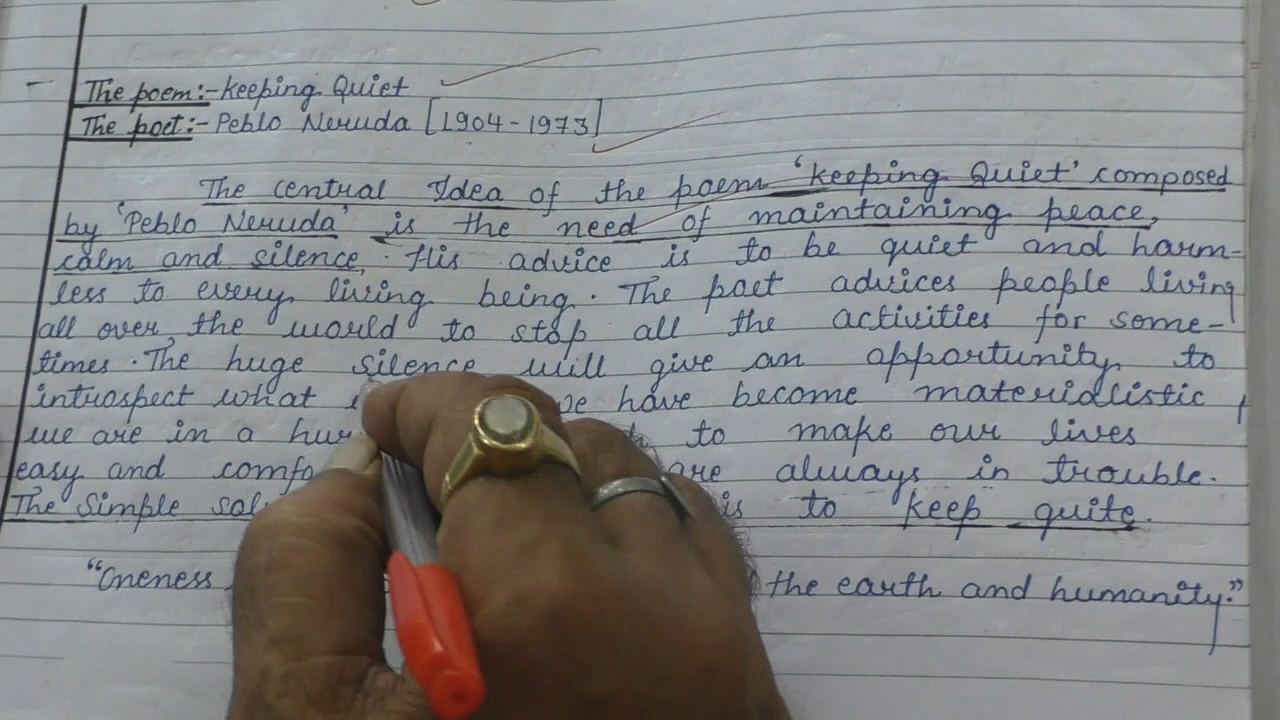 The poem:- Keeping Quiet
The poet:- Peblo Neruda [1904-1973]
The central Idea of the poem 'Keeping Quiet' composed
by 'Peblo Neruda' is the need of maintaining peace,
calm and silence. His advice is to be quiet and harm-
less to every living being. The poet advices people living
all over the world to stop all the activities for some-
times. The huge silence will give an opportunity to
introspect what have become materialistic,
we are in a to make our lives
easy and are always in trouble.
The Simple is to keep quite.
"Oneness the earth and humanity."